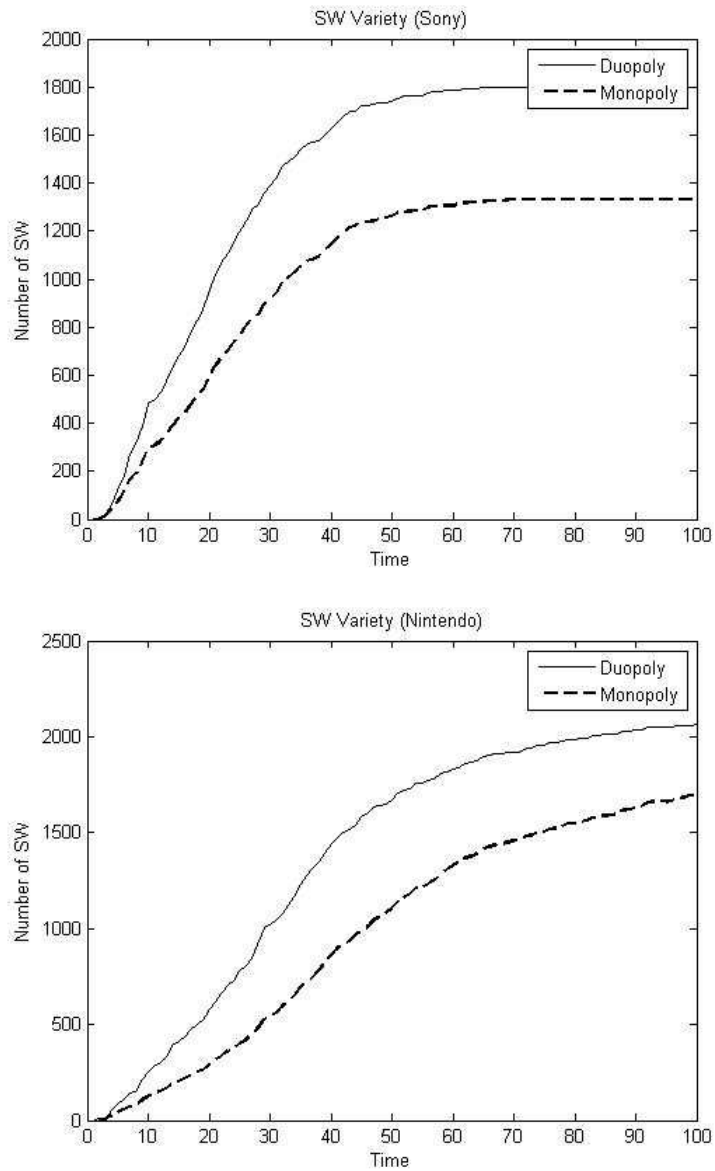 SW Variety (Sony)
2000
1800
1600
1400
1200
1000
800
600
400
200
0
Number of SW
Duopoly
Monopoly
0 10 20 30 40 50 60 70 80 90 100
Time
SW Variety (Nintendo)
2500
2000
1500
1000
500
0
Number of SW
Duopoly
Monopoly
0 10 20 30 40 50 60 70 80 90 100
Time